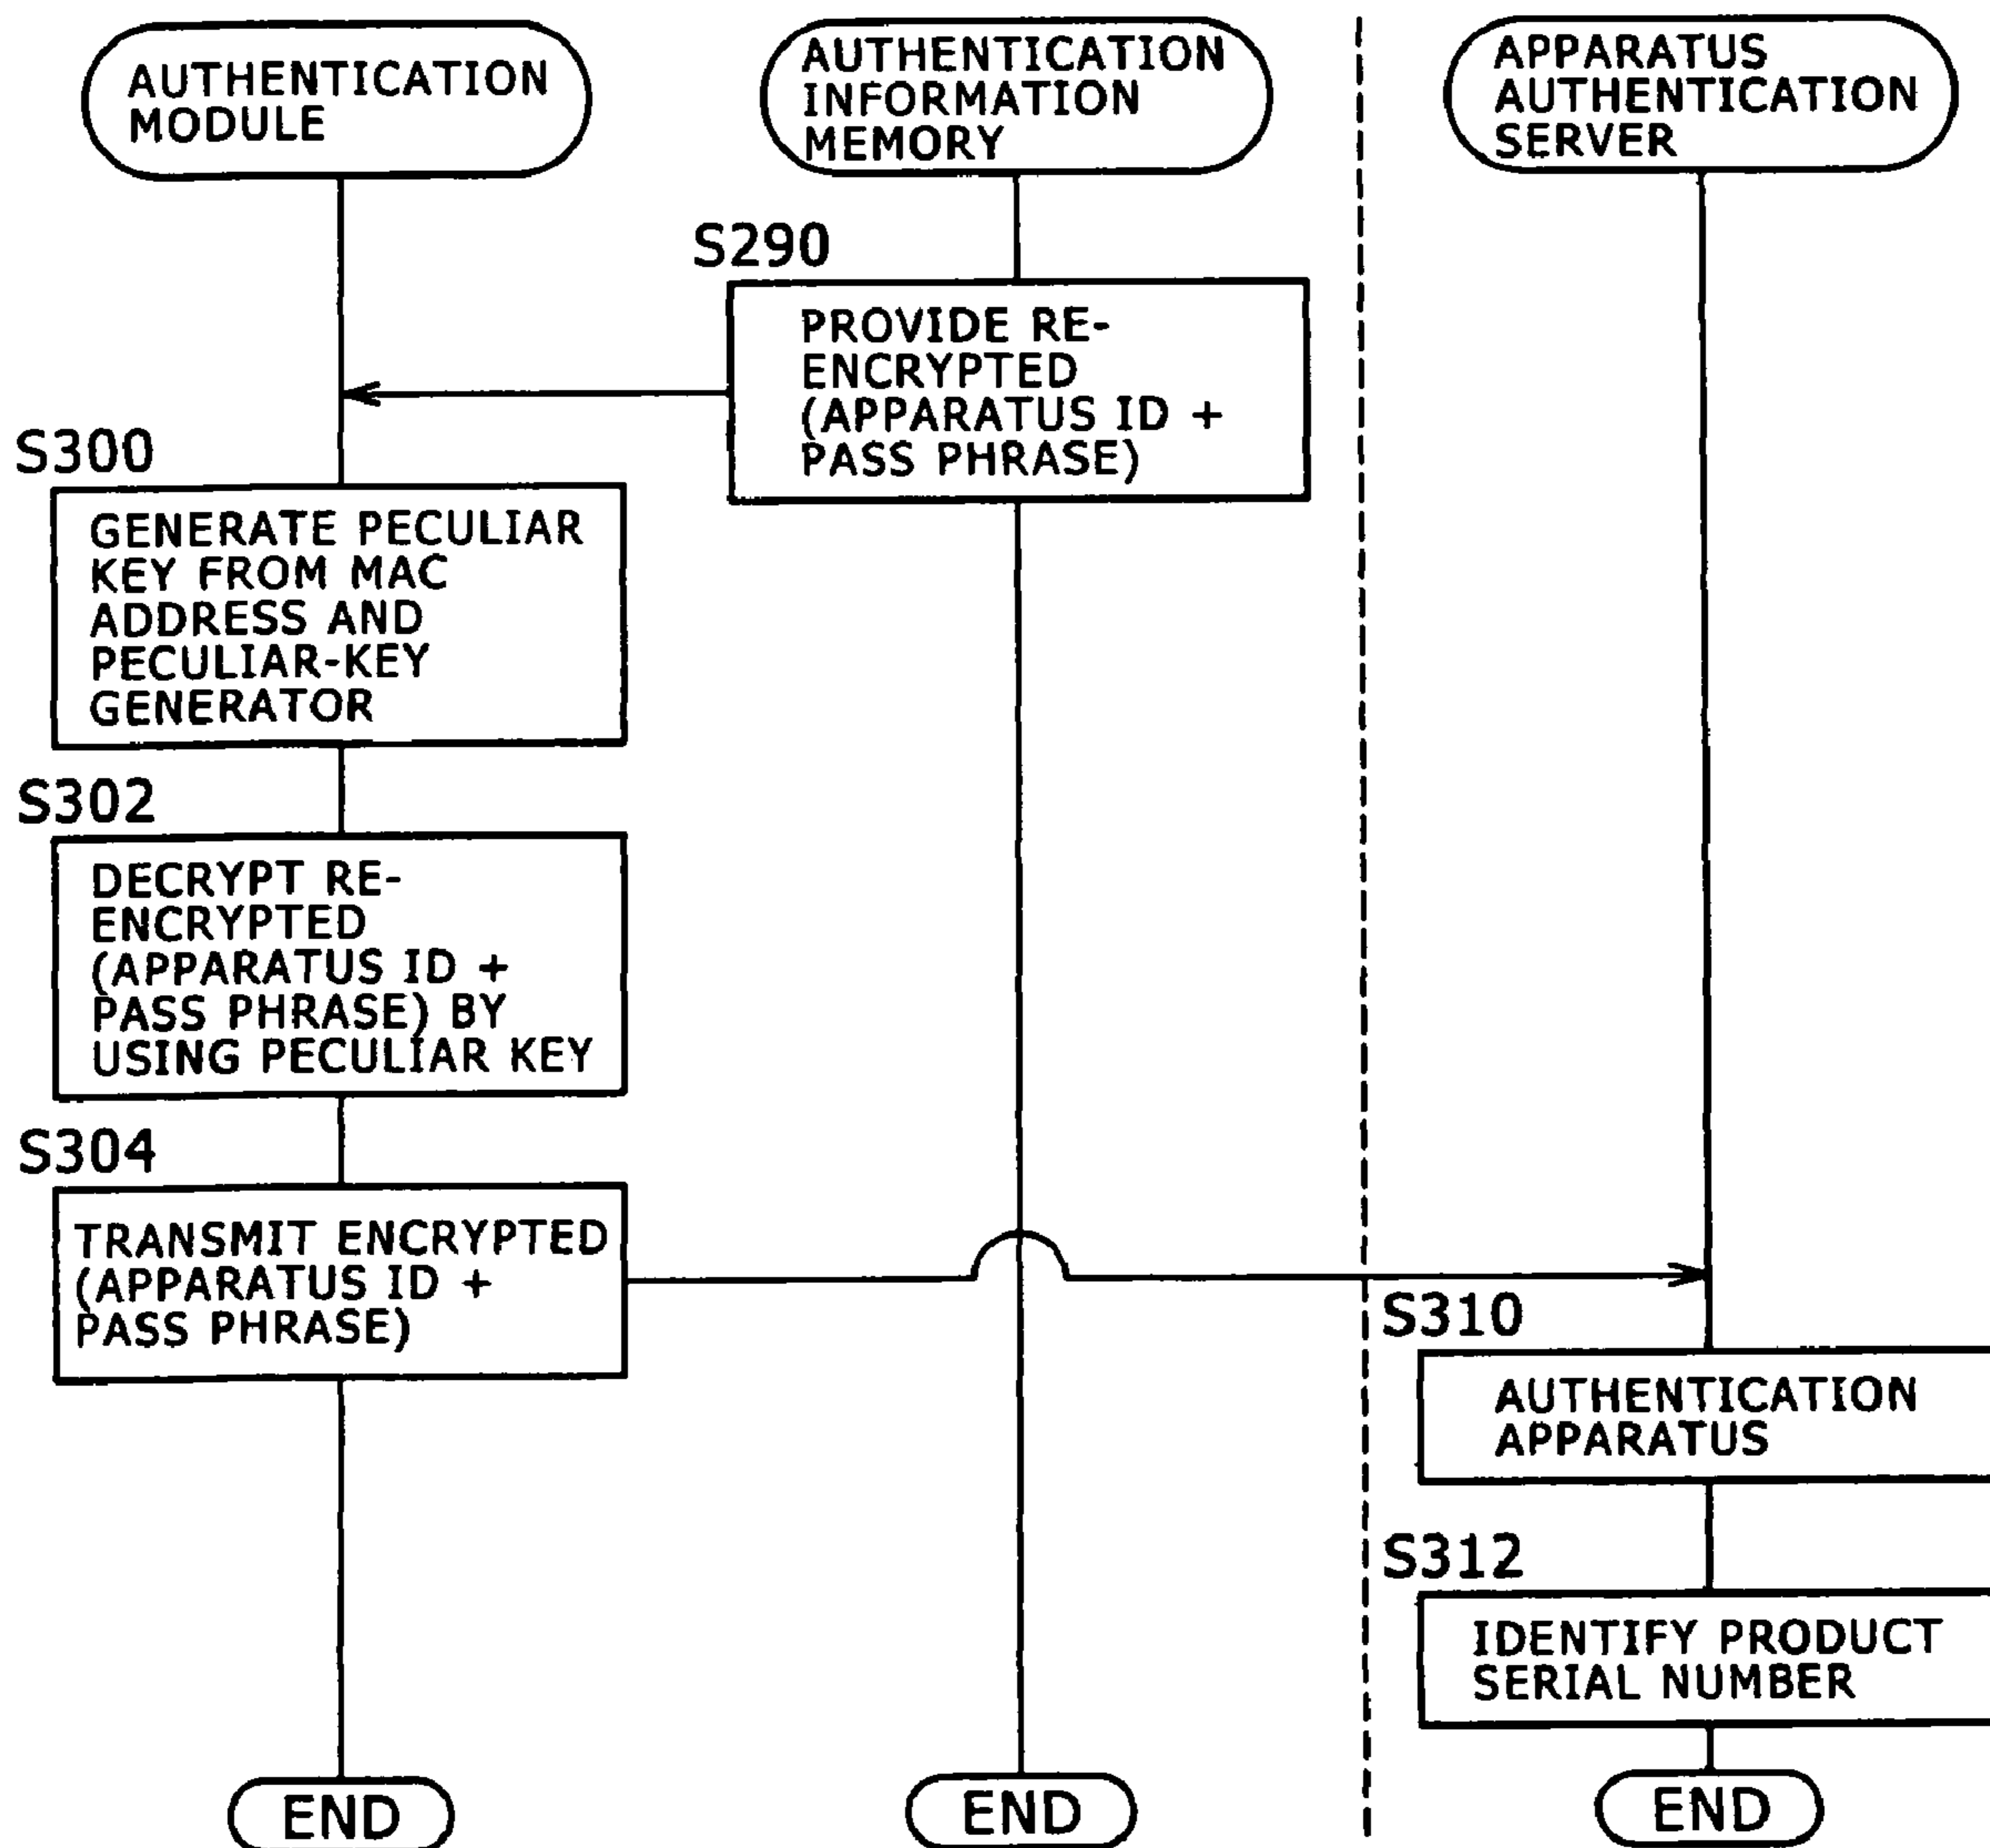 AUTHENTICATION
MODULE
AUTHENTICATION
INFORMATION
MEMORY
APPARATUS
AUTHENTICATION
SERVER
S290
PROVIDE RE-
ENCRYPTED
(APPARATUS ID +
PASS PHRASE)
S300
GENERATE PECULIAR
KEY FROM MAC
ADDRESS AND
PECULIAR-KEY
GENERATOR
S302
DECRYPT RE-
ENCRYPTED
(APPARATUS ID +
PASS PHRASE) BY
USING PECULIAR KEY
S304
TRANSMIT ENCRYPTED
(APPARATUS ID +
PASS PHRASE)
S310
AUTHENTICATION
APPARATUS
S312
IDENTIFY PRODUCT
SERIAL NUMBER
END
END
END